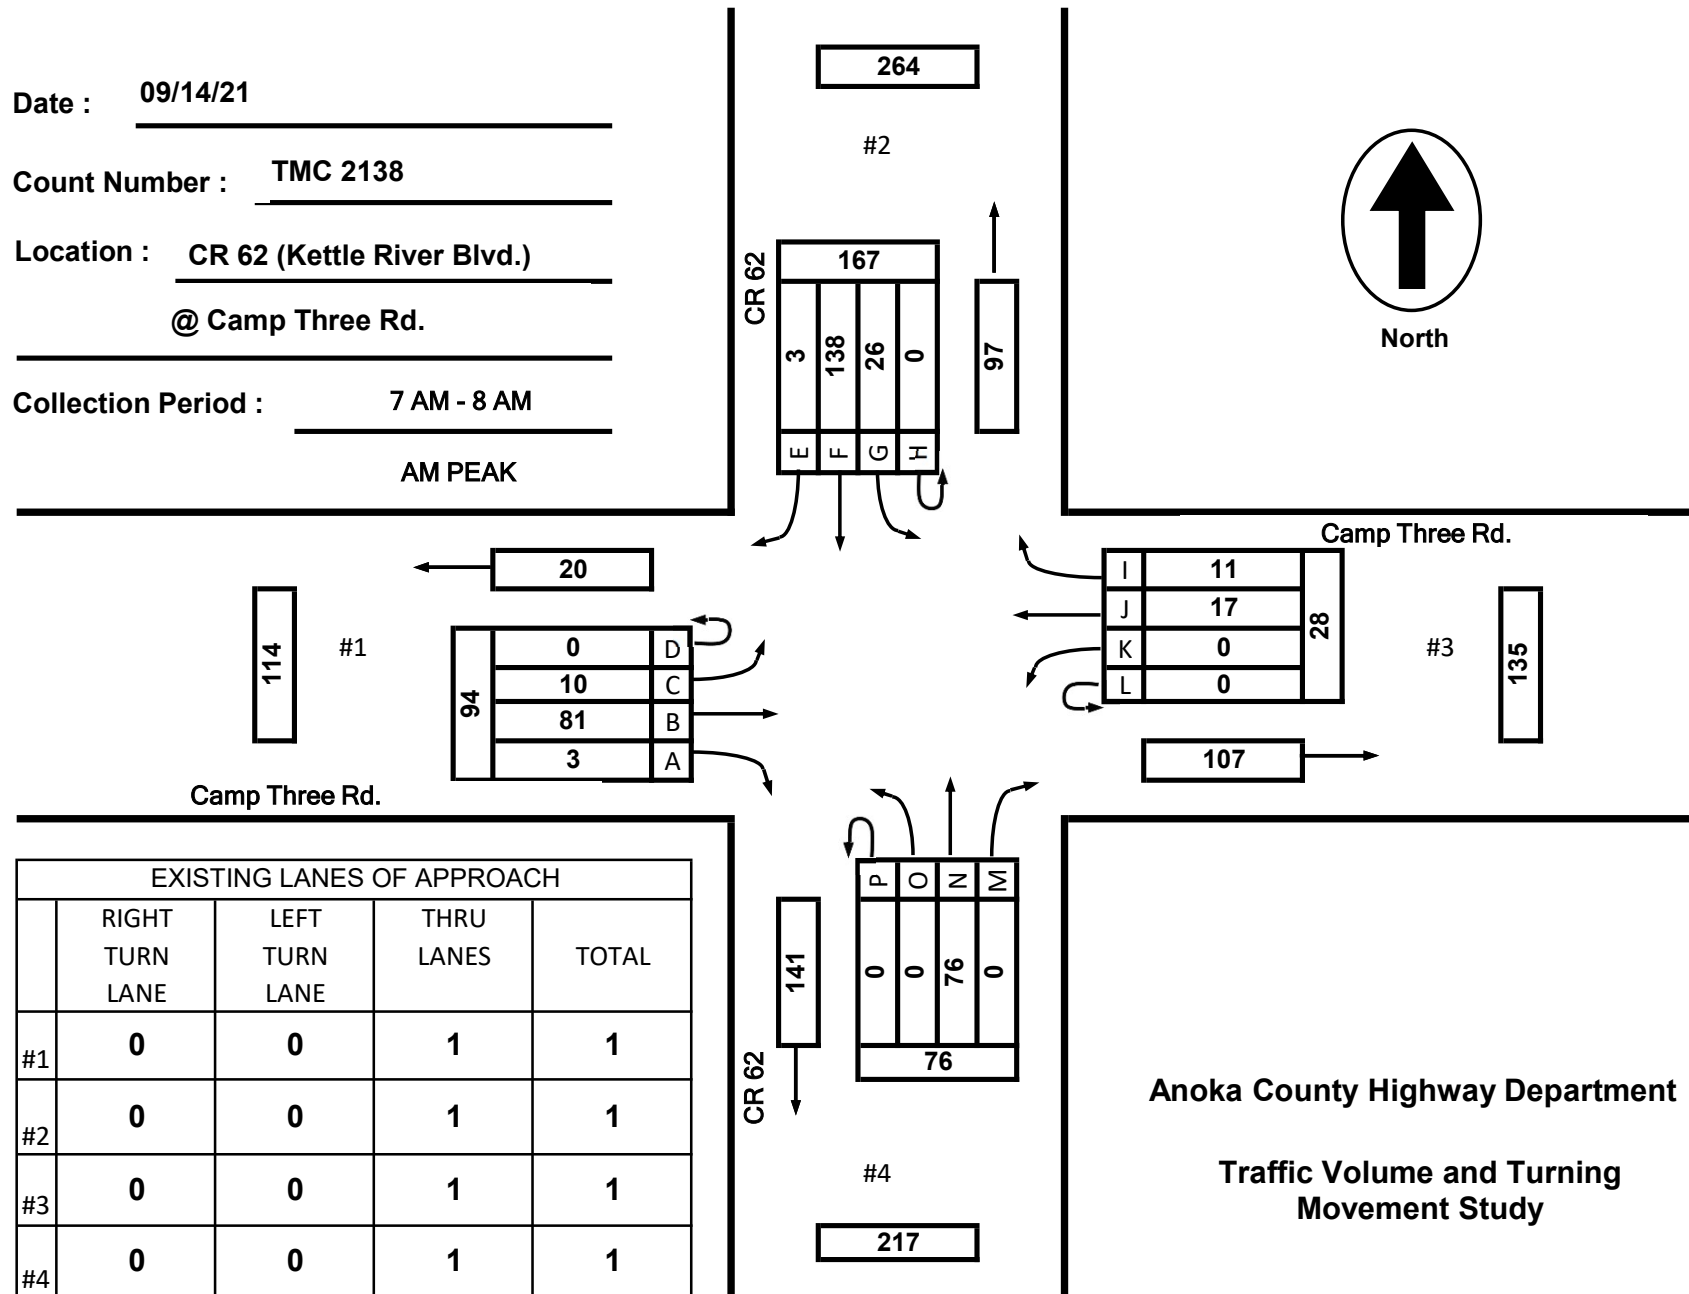 Date : 09/14/21
Count Number : TMC 2138
Location : CR 62 (Kettle River Blvd.)
@ Camp Three Rd.
Collection Period : 7 AM - 8 AM
AM PEAK
264
#2
CR 62
167
3 138 26 0
E F G H
97
North
Camp Three Rd.
20
114
#1
94
0 D
10 C
81 B
3 A
Camp Three Rd.
I 11
J 17
K 0
L 0
28
#3
135
107
P O N M
0 0 76 0
76
141
CR 62
#4
217
EXISTING LANES OF APPROACH
RIGHT LEFT THRU
TURN TURN LANES TOTAL
LANE LANE
#1 0 0 1 1
#2 0 0 1 1
#3 0 0 1 1
#4 0 0 1 1
Anoka County Highway Department
Traffic Volume and Turning
Movement Study